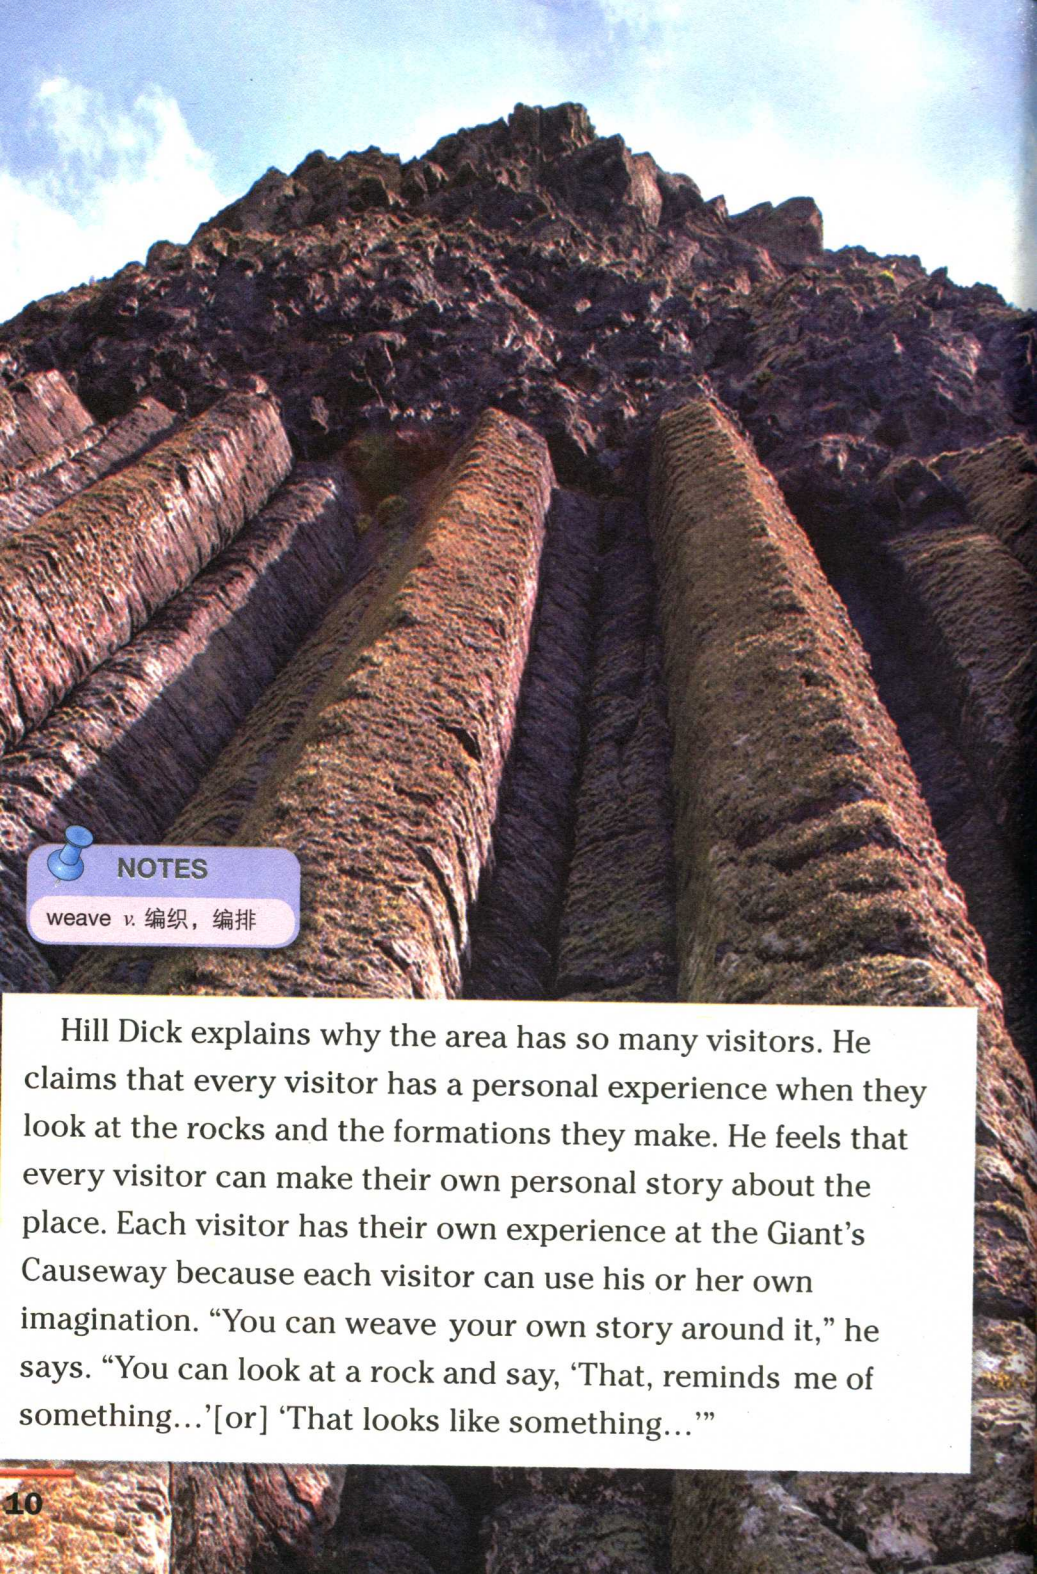 NOTES
weave v. 编织，编排
Hill Dick explains why the area has so many visitors. He
claims that every visitor has a personal experience when they
look at the rocks and the formations they make. He feels that
every visitor can make their own personal story about the
place. Each visitor has their own experience at the Giant’s
Causeway because each visitor can use his or her own
imagination. “You can weave your own story around it,” he
says. “You can look at a rock and say, ‘That, reminds me of
something…’[or] ‘That looks like something…’”
10